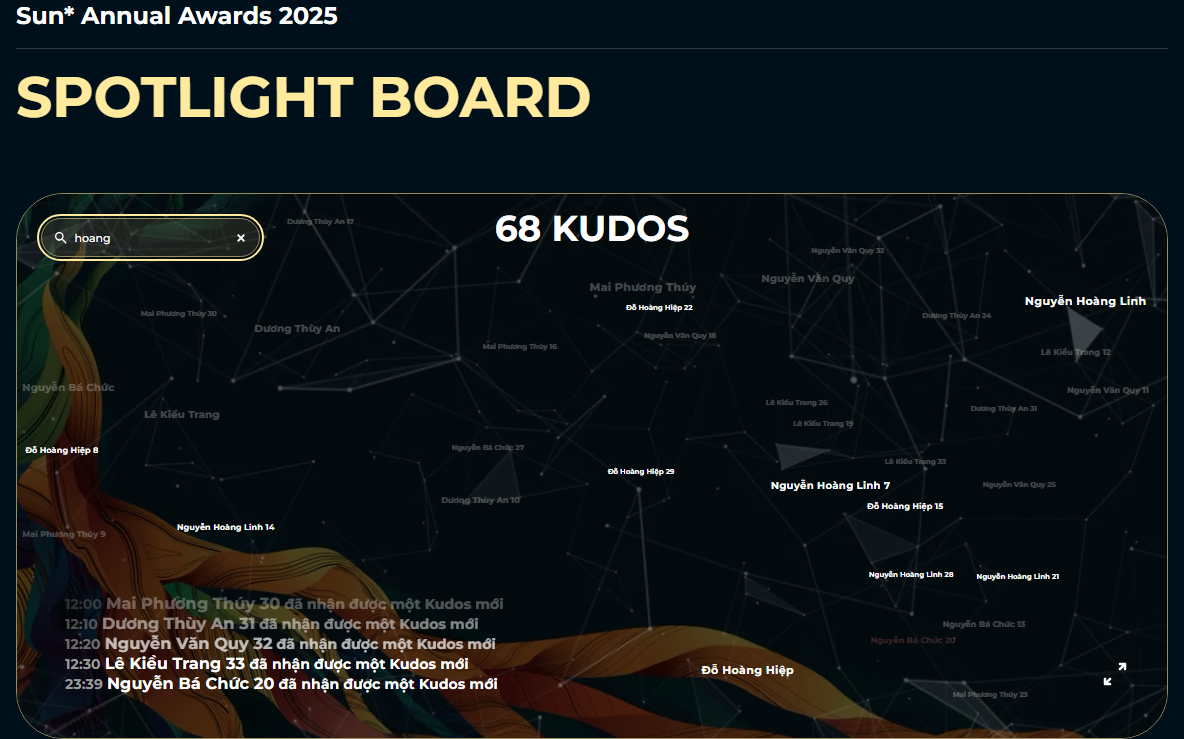 Sun* Annual Awards 2025
SPOTLIGHT BOARD
hoang
68 KUDOS
Dương Thùy An 17
Nguyễn Văn Quy 32
Nguyễn Văn Quy
Mai Phương Thúy
Nguyễn Hoàng Linh
Đỗ Hoàng Hiệp 22
Mai Phương Thúy 30
Dương Thùy An 24
Dương Thùy An
Nguyễn Văn Quy 18
Mai Phương Thúy 16
Lê Kiều Trang 12
Nguyễn Bá Chức
Nguyễn Văn Quy 11
Lê Kiều Trang 26
Dương Thùy An 31
Lê Kiều Trang
Lê Kiều Trang 19
Nguyễn Bá Chức 27
Đỗ Hoàng Hiệp 8
Lê Kiều Trang 33
Đỗ Hoàng Hiệp 29
Nguyễn Hoàng Linh 7
Nguyễn Văn Quy 25
Dương Thùy An 10
Đỗ Hoàng Hiệp 15
Nguyễn Hoàng Linh 14
Mai Phương Thúy 9
Nguyễn Hoàng Linh 28
Nguyễn Hoàng Linh 21
12:00 Mai Phương Thúy 30 đã nhận được một Kudos mới
12:10 Dương Thùy An 31 đã nhận được một Kudos mới
12:20 Nguyễn Văn Quy 32 đã nhận được một Kudos mới
12:30 Lê Kiều Trang 33 đã nhận được một Kudos mới
23:39 Nguyễn Bá Chức 20 đã nhận được một Kudos mới
Nguyễn Bá Chức 13
Nguyễn Bá Chức 20
Đỗ Hoàng Hiệp
Mai Phương Thúy 23